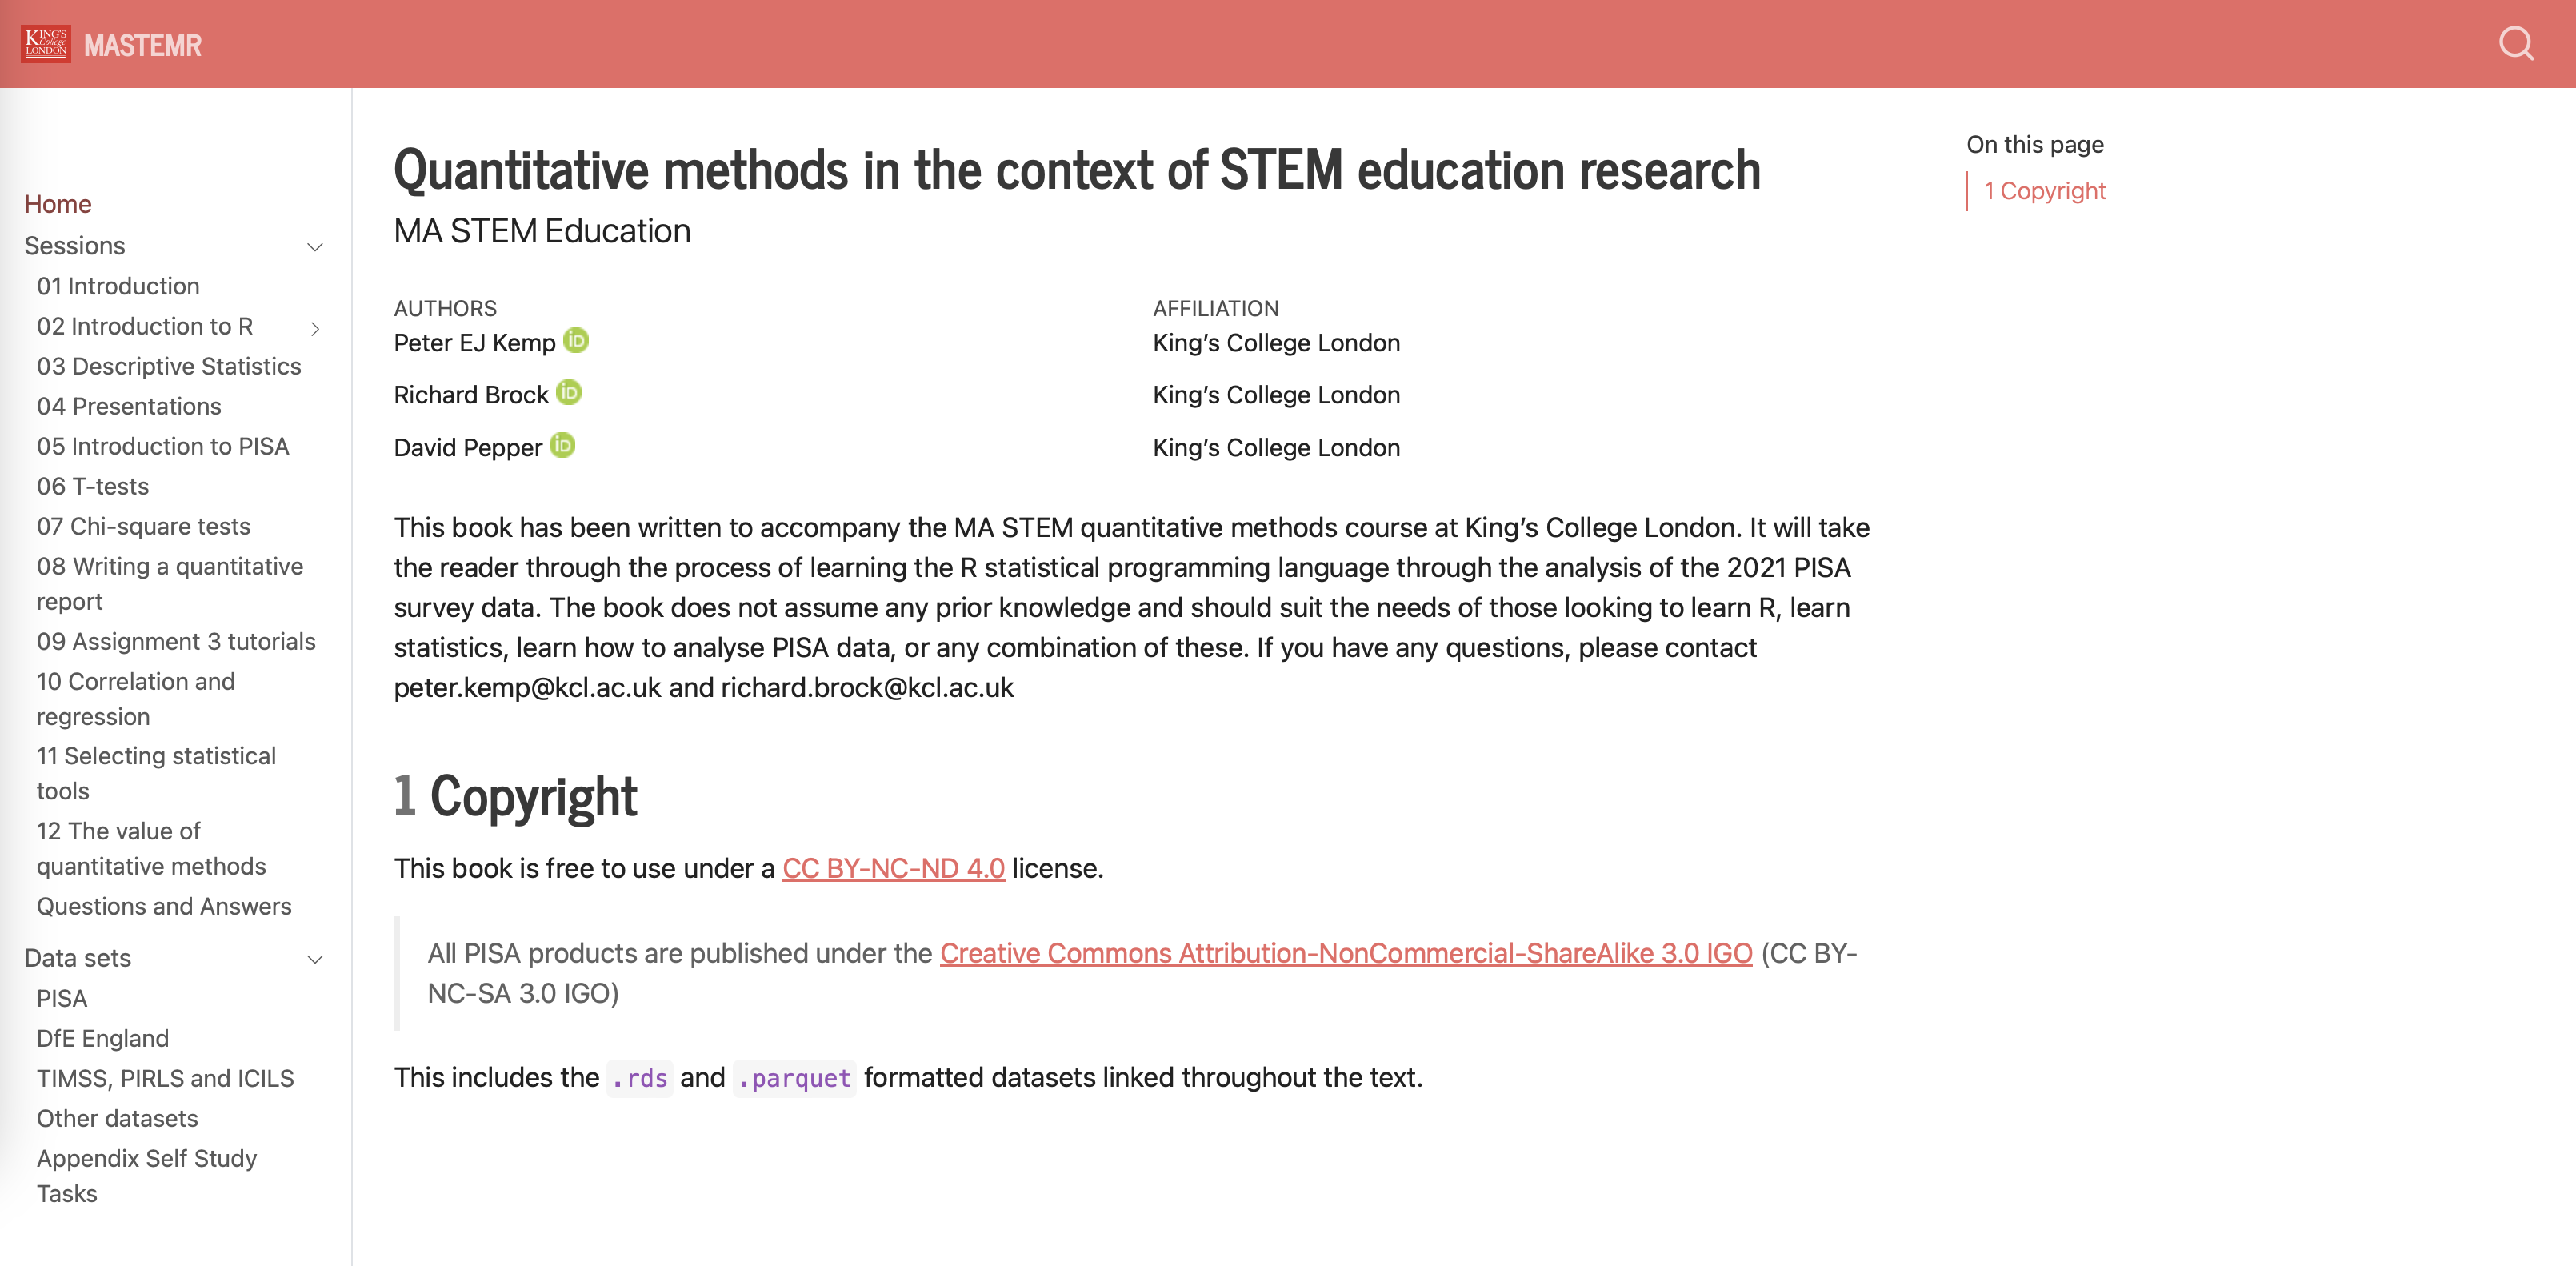 KING'S
College
LONDON
MASTEMR
Home
Sessions
01 Introduction
02 Introduction to R
03 Descriptive Statistics
04 Presentations
05 Introduction to PISA
06 T-tests
07 Chi-square tests
08 Writing a quantitative
report
09 Assignment 3 tutorials
10 Correlation and
regression
11 Selecting statistical
tools
12 The value of
quantitative methods
Questions and Answers
Data sets
PISA
DfE England
TIMSS, PIRLS and ICILS
Other datasets
Appendix Self Study
Tasks
Quantitative methods in the context of STEM education research
MA STEM Education
AUTHORS
AFFILIATION
Peter EJ Kemp iD
King’s College London
Richard Brock iD
King’s College London
David Pepper iD
King’s College London
This book has been written to accompany the MA STEM quantitative methods course at King’s College London. It will take
the reader through the process of learning the R statistical programming language through the analysis of the 2021 PISA
survey data. The book does not assume any prior knowledge and should suit the needs of those looking to learn R, learn
statistics, learn how to analyse PISA data, or any combination of these. If you have any questions, please contact
peter.kemp@kcl.ac.uk and richard.brock@kcl.ac.uk
1 Copyright
This book is free to use under a CC BY-NC-ND 4.0 license.
All PISA products are published under the Creative Commons Attribution-NonCommercial-ShareAlike 3.0 IGO (CC BY-
NC-SA 3.0 IGO)
This includes the .rds and .parquet formatted datasets linked throughout the text.
On this page
1 Copyright